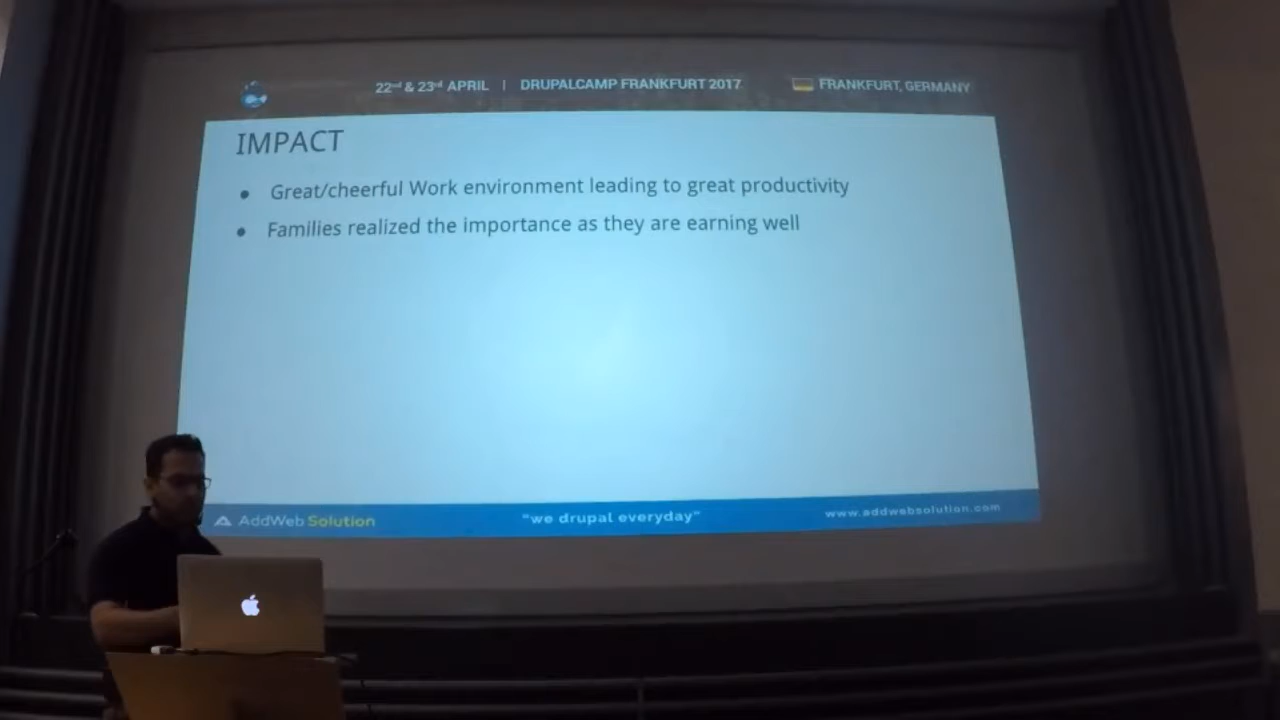 22nd & 23rd APRIL | DRUPALCAMP FRANKFURT 2017 FRANKFURT, GERMANY
IMPACT
● Great/cheerful Work environment leading to great productivity
● Families realized the importance as they are earning well
AddWeb Solution "we drupal everyday" www.addwebsolution.com